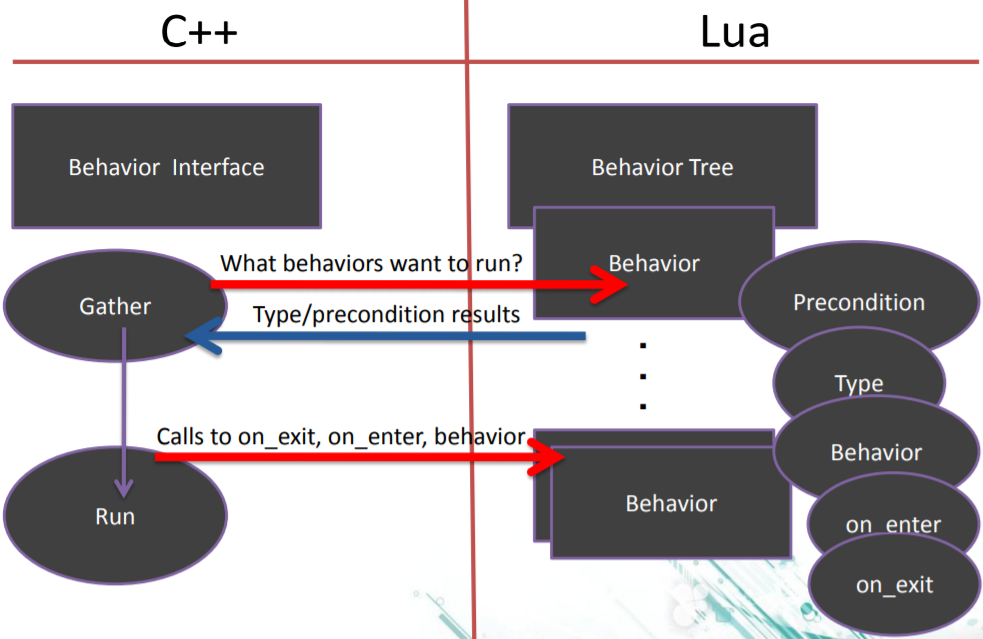 C++
Lua
Behavior Interface
Behavior Tree
What behaviors want to run?
Behavior
Gather
Precondition
Type/precondition results
Type
Calls to on_exit, on_enter, behavior
Behavior
Behavior
Run
on_enter
on_exit